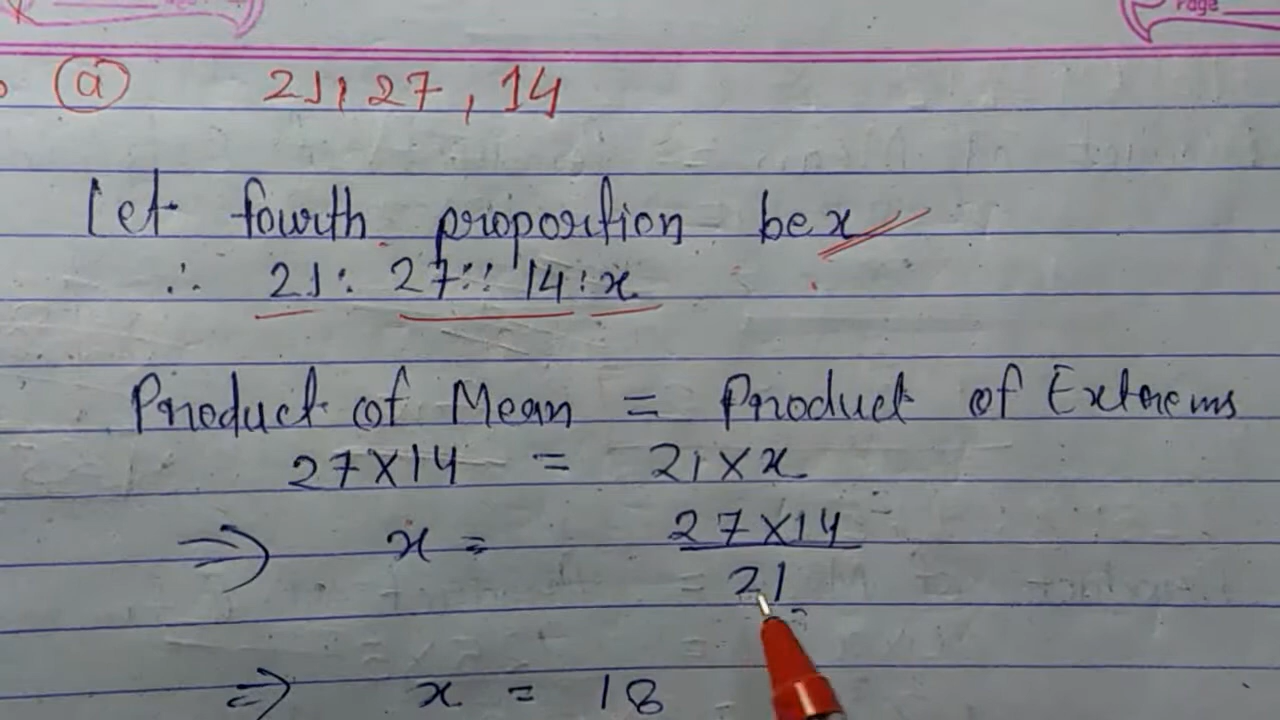 Page
(a) 21, 27, 14
Let fourth proportion be x
∴ 21 : 27 :: 14 : x
Product of Mean = Product of Extrems
27 × 14 = 21 × x
⇒ x = 27 × 14
21
⇒ x = 18